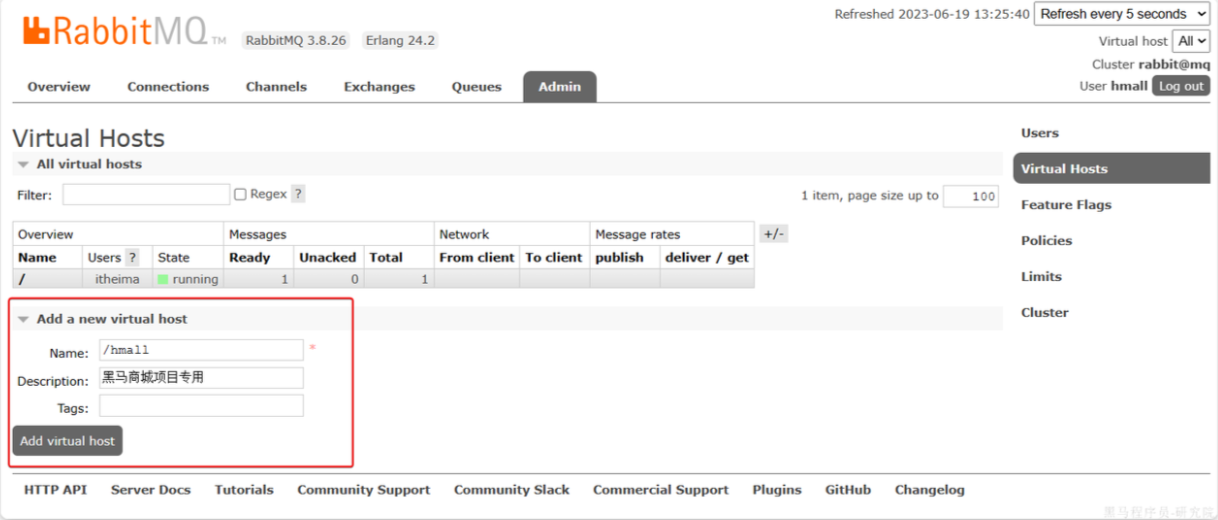 RabbitMQ TM RabbitMQ 3.8.26 Erlang 24.2
Refreshed 2023-06-19 13:25:40 Refresh every 5 seconds
Virtual host All
Cluster rabbit@mq
User hmall Log out
Overview Connections Channels Exchanges Queues Admin
Virtual Hosts
All virtual hosts
Filter: Regex ? 1 item, page size up to 100
Overview Messages Network Message rates +/-
Name Users ? State Ready Unacked Total From client To client publish deliver / get
/ itheima running 1 0 1
Add a new virtual host
Name: /hmall *
Description: 黑马商城项目专用
Tags:
Add virtual host
Users
Virtual Hosts
Feature Flags
Policies
Limits
Cluster
HTTP API Server Docs Tutorials Community Support Community Slack Commercial Support Plugins GitHub Changelog
黑马程序员-研究院